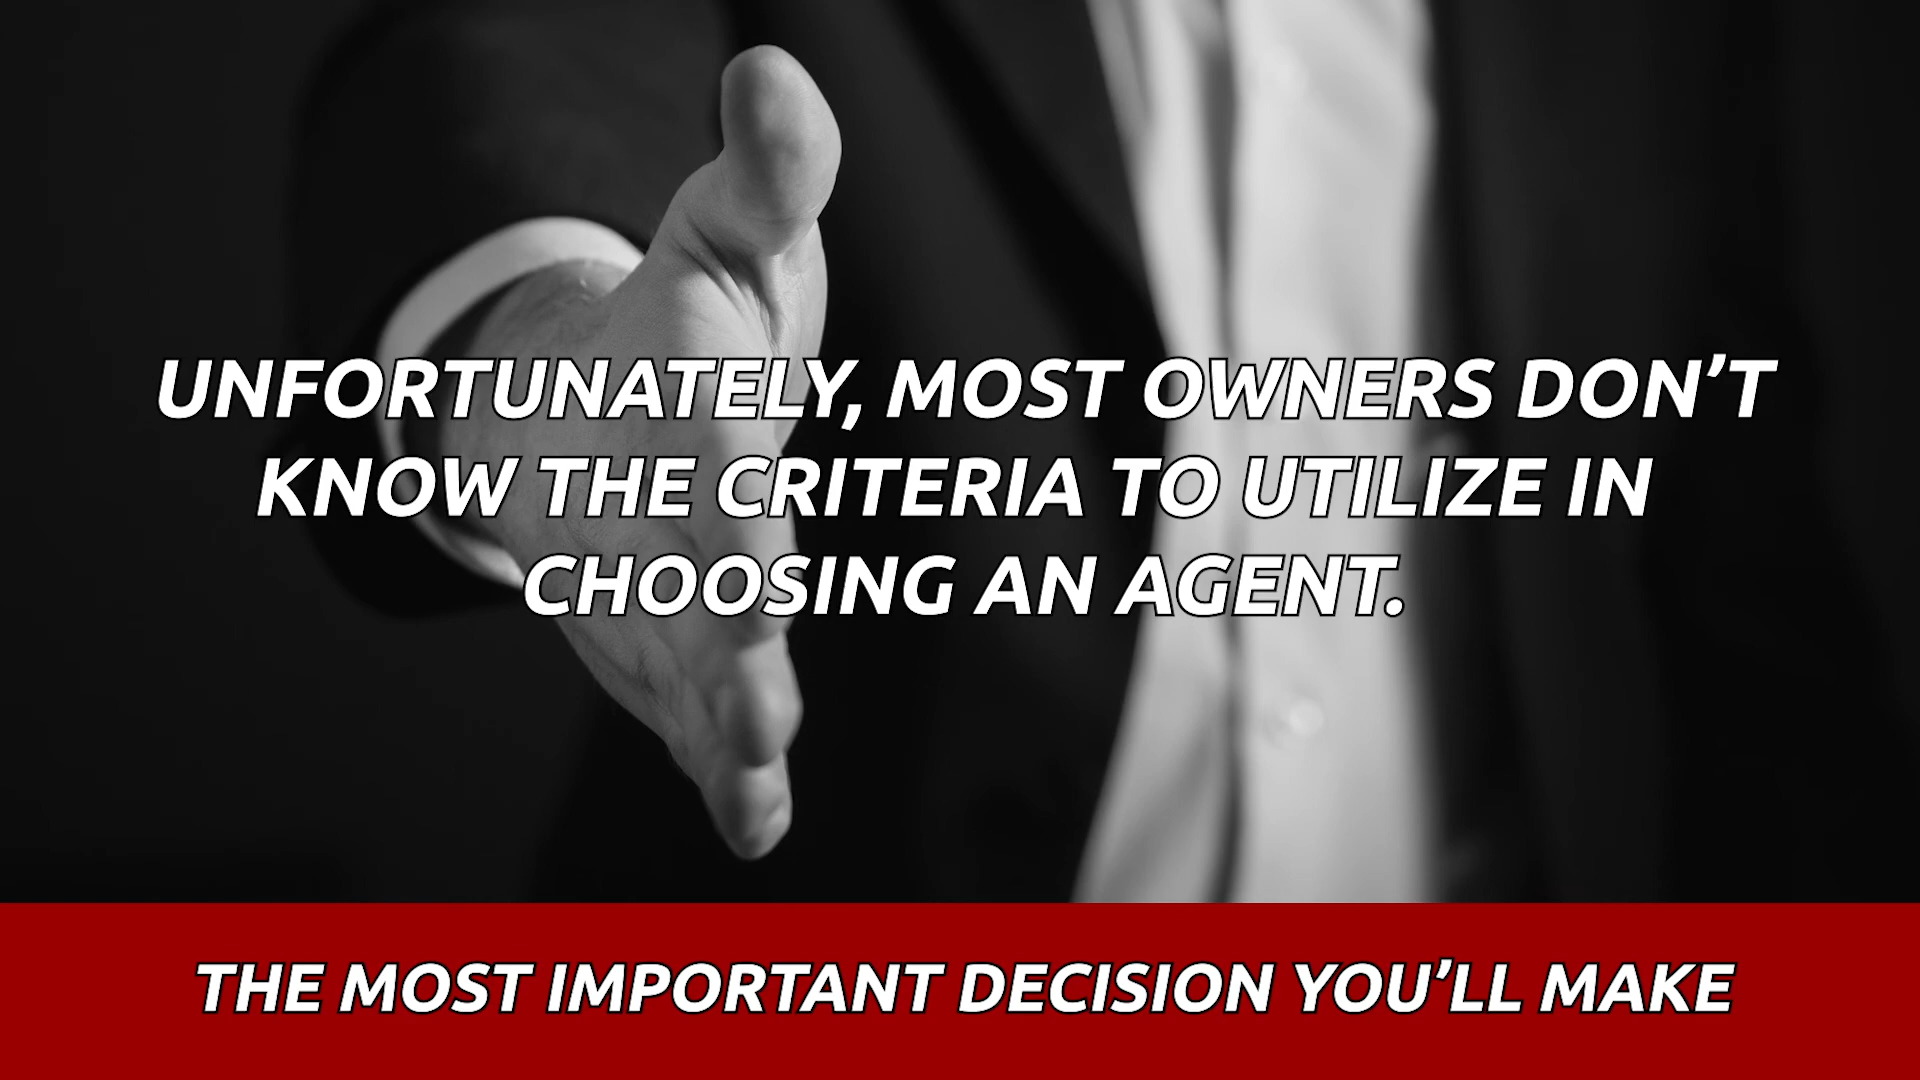 UNFORTUNATELY, MOST OWNERS DON’T
KNOW THE CRITERIA TO UTILIZE IN
CHOOSING AN AGENT.
THE MOST IMPORTANT DECISION YOU’LL MAKE